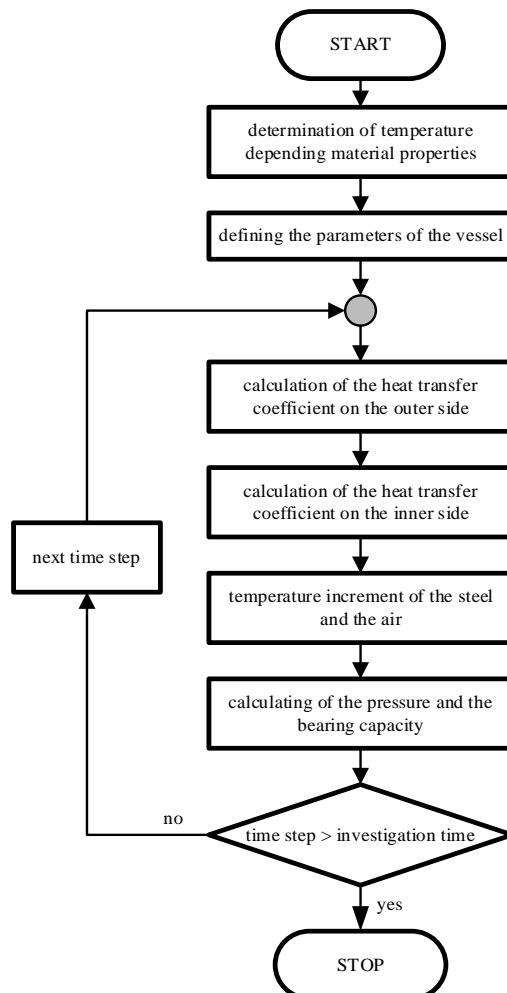 START
determination of temperature
depending material properties
defining the parameters of the vessel
calculation of the heat transfer
coefficient on the outer side
calculation of the heat transfer
coefficient on the inner side
next time step
temperature increment of the steel
and the air
calculating of the pressure and the
bearing capacity
no
time step > investigation time
yes
STOP